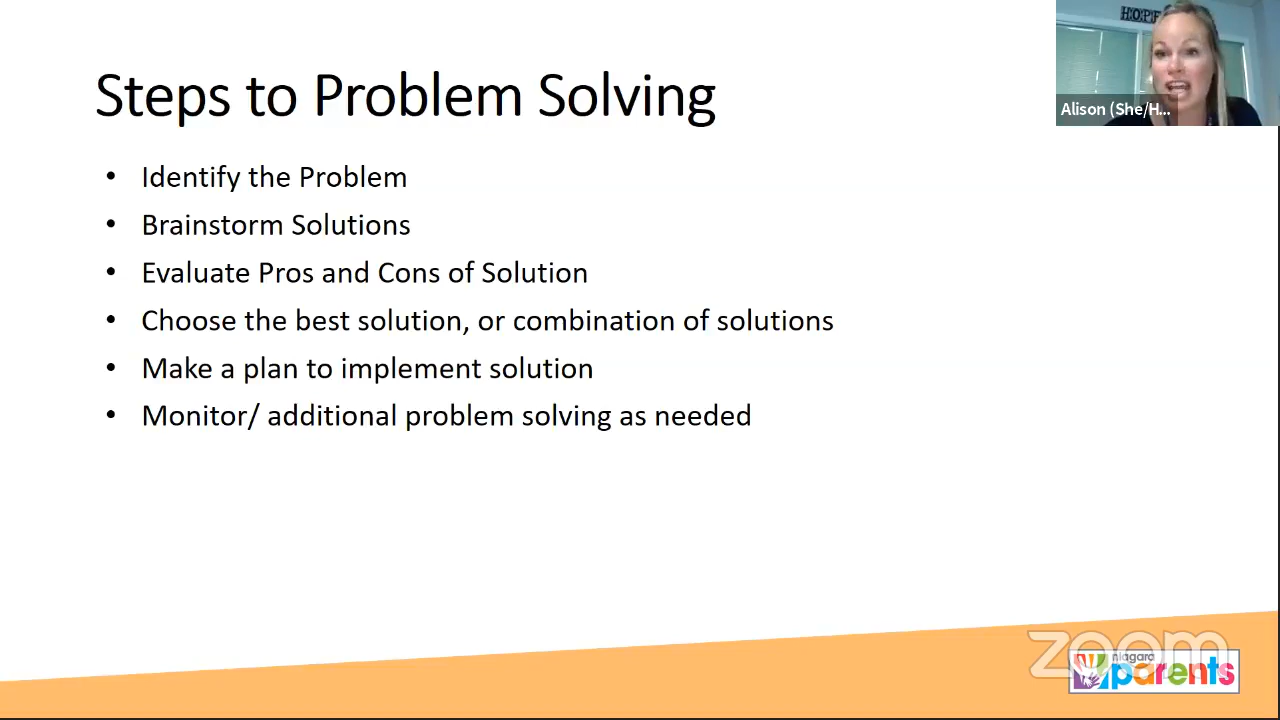 HOPE
Alison (She/H...
Steps to Problem Solving
• Identify the Problem
• Brainstorm Solutions
• Evaluate Pros and Cons of Solution
• Choose the best solution, or combination of solutions
• Make a plan to implement solution
• Monitor/ additional problem solving as needed
zoom
niagara
parents